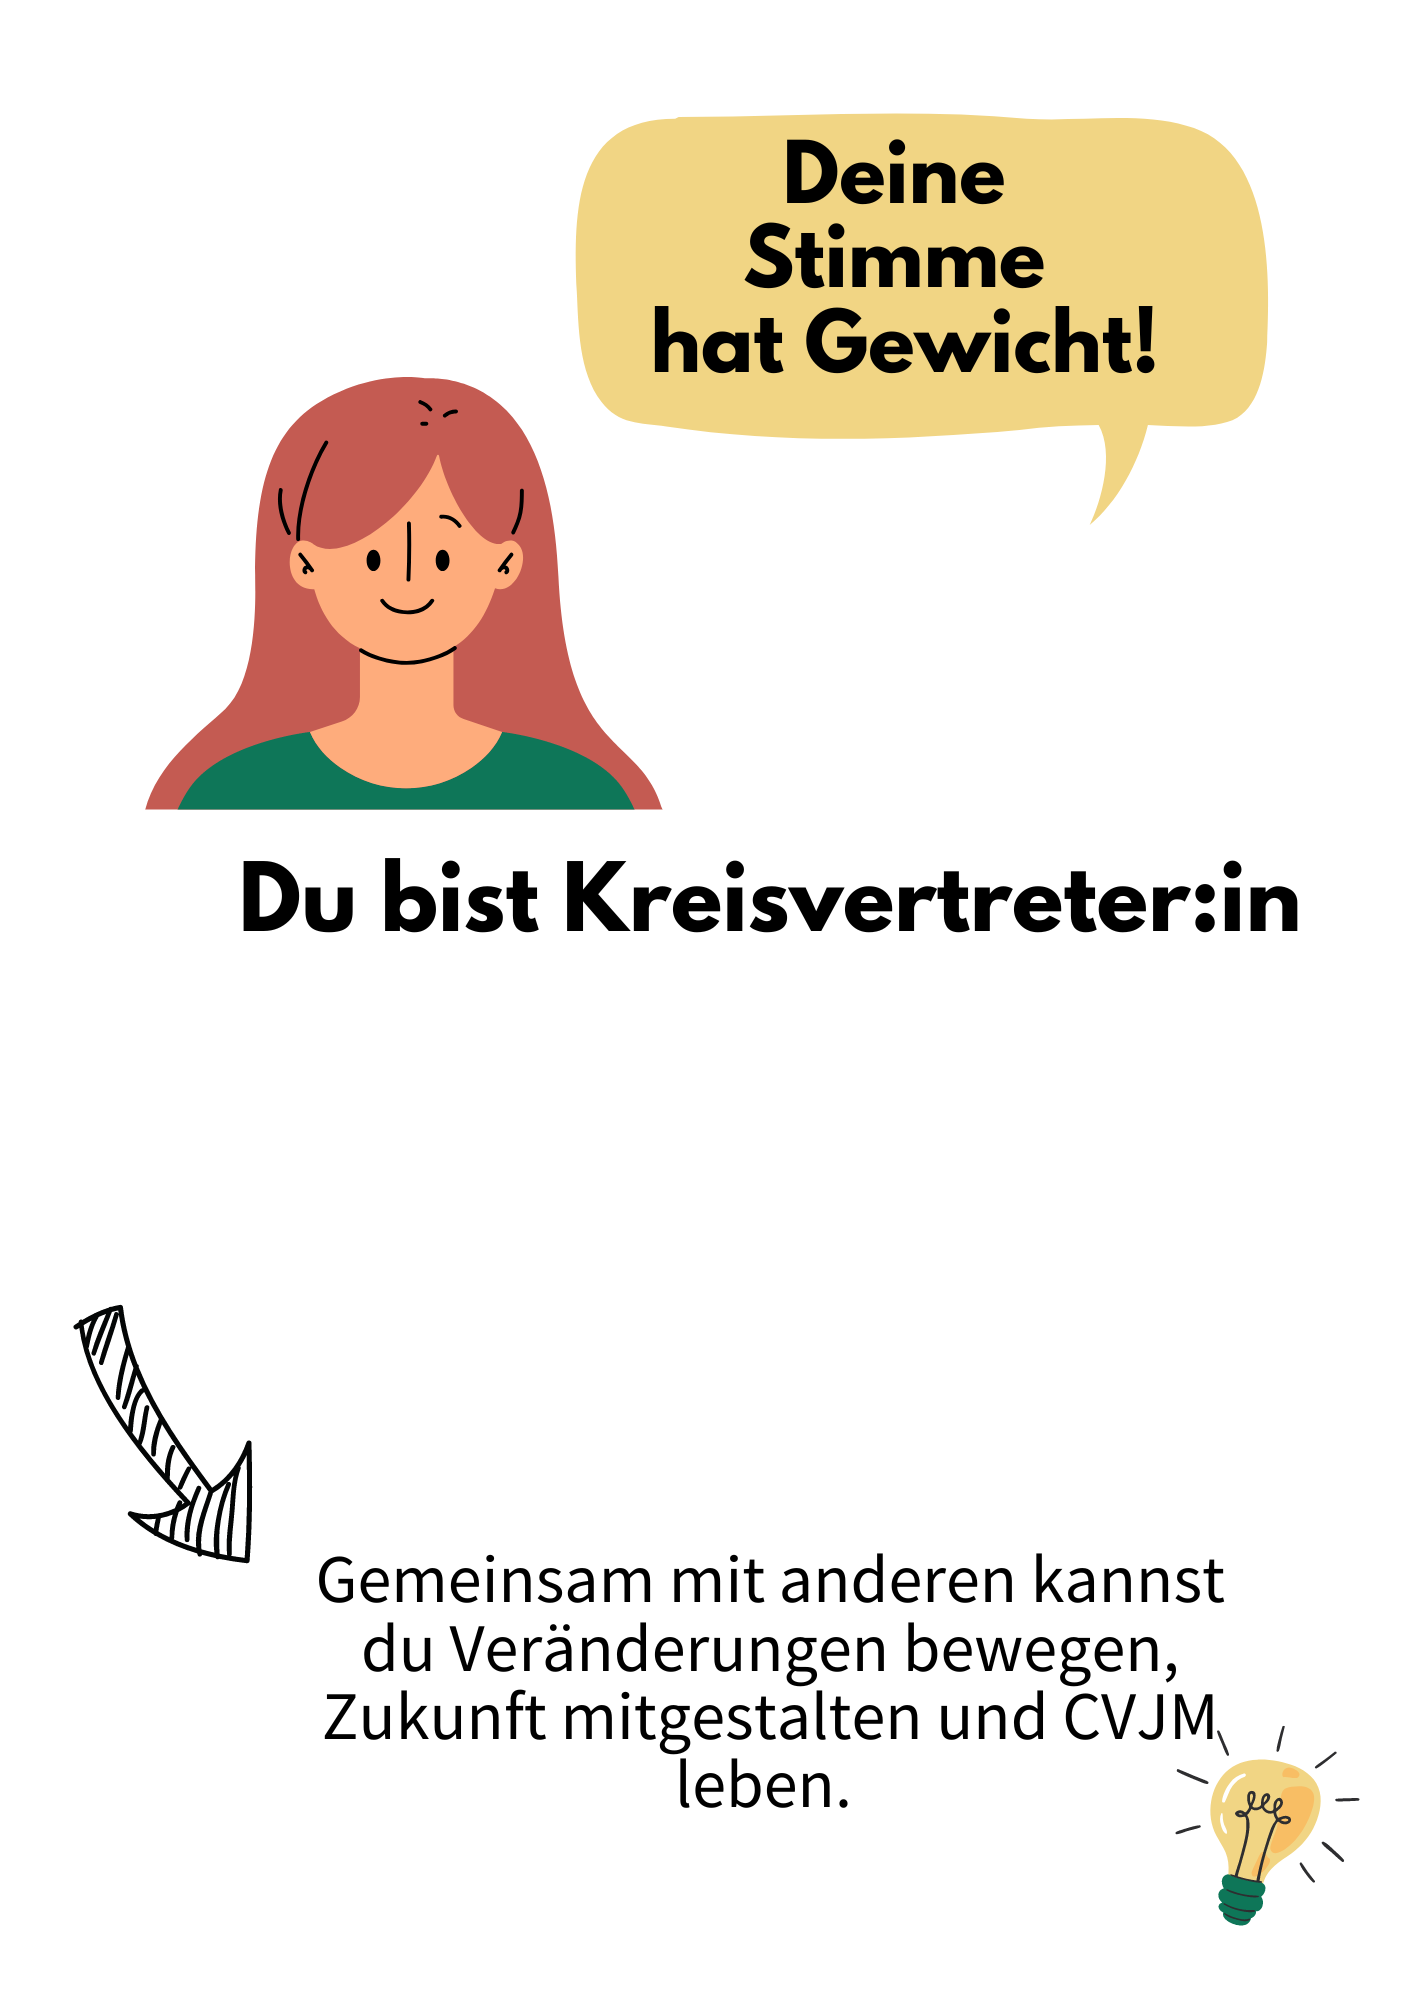 Deine
Stimme
hat Gewicht!
Du bist Kreisvertreter:in
Gemeinsam mit anderen kannst
du Veränderungen bewegen,
Zukunft mitgestalten und CVJM
leben.